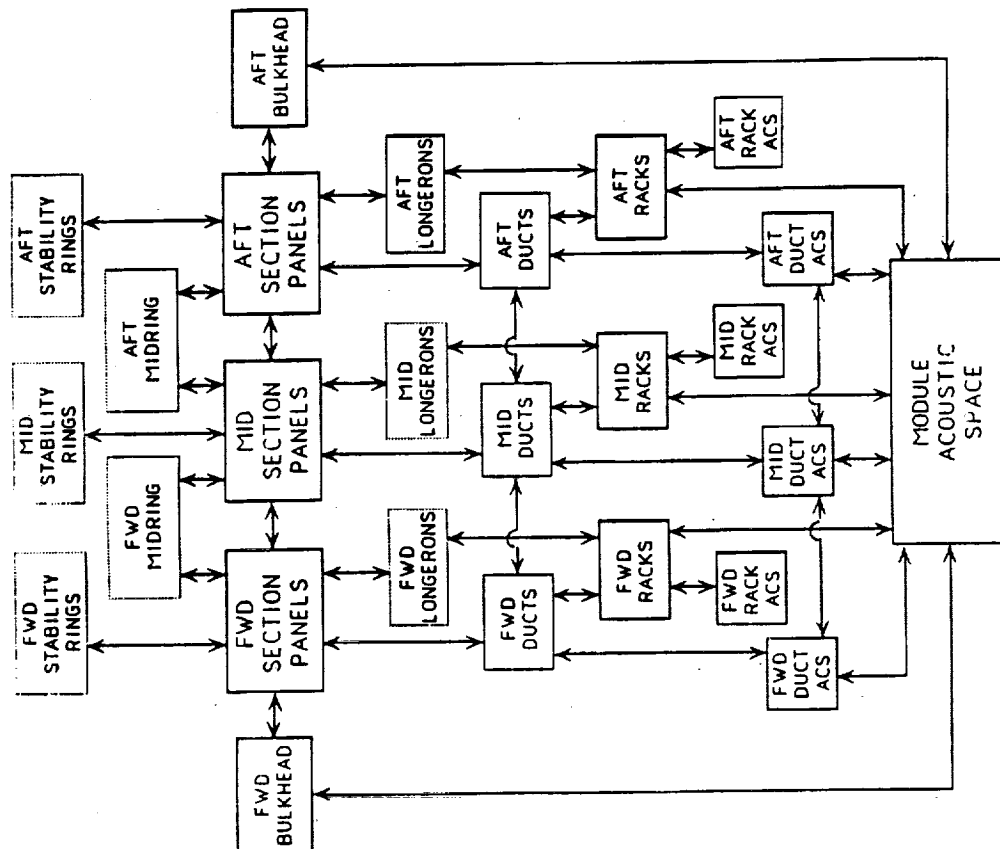 FWD
STABILITY
RINGS
MID
STABILITY
RINGS
AFT
STABILITY
RINGS
FWD
MIDRING
AFT
MIDRING
FWD
BULKHEAD
FWD
SECTION
PANELS
MID
SECTION
PANELS
AFT
SECTION
PANELS
AFT
BULKHEAD
FWD
LONGERONS
MID
LONGERONS
AFT
LONGERONS
FWD
DUCTS
MID
DUCTS
AFT
DUCTS
FWD
RACKS
MID
RACKS
AFT
RACKS
FWD
RACK
ACS
MID
RACK
ACS
AFT
RACK
ACS
FWD
DUCT
ACS
MID
DUCT
ACS
AFT
DUCT
ACS
MODULE
ACOUSTIC
SPACE